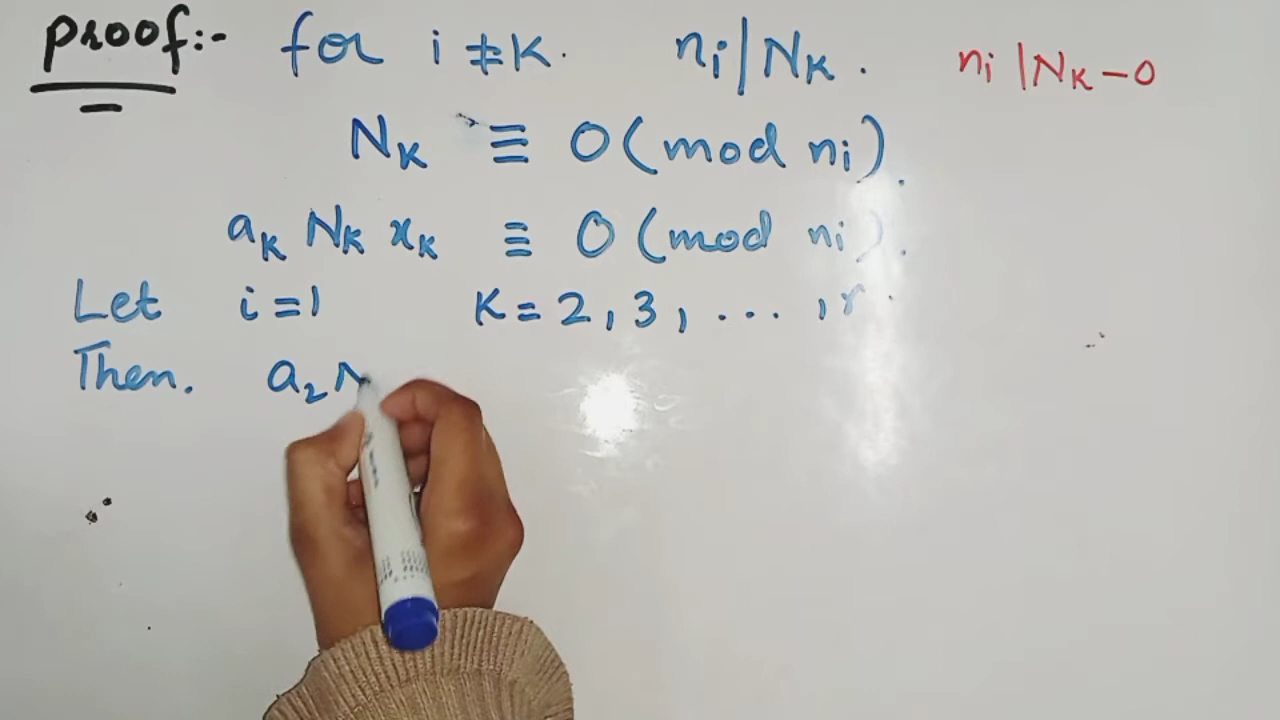 proof:- for i ≠ K. ni | NK. ni | NK - 0
NK ≡ 0 (mod ni).
aK NK xK ≡ 0 (mod ni).
Let i = 1 K = 2, 3, ..., r.
Then. a2 N